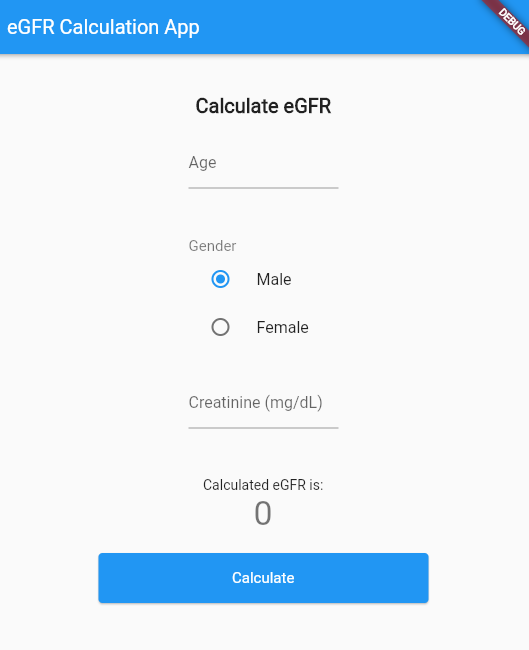 eGFR Calculation App
DEBUG
Calculate eGFR
Age
Gender
Male
Female
Creatinine (mg/dL)
Calculated eGFR is:
0
Calculate